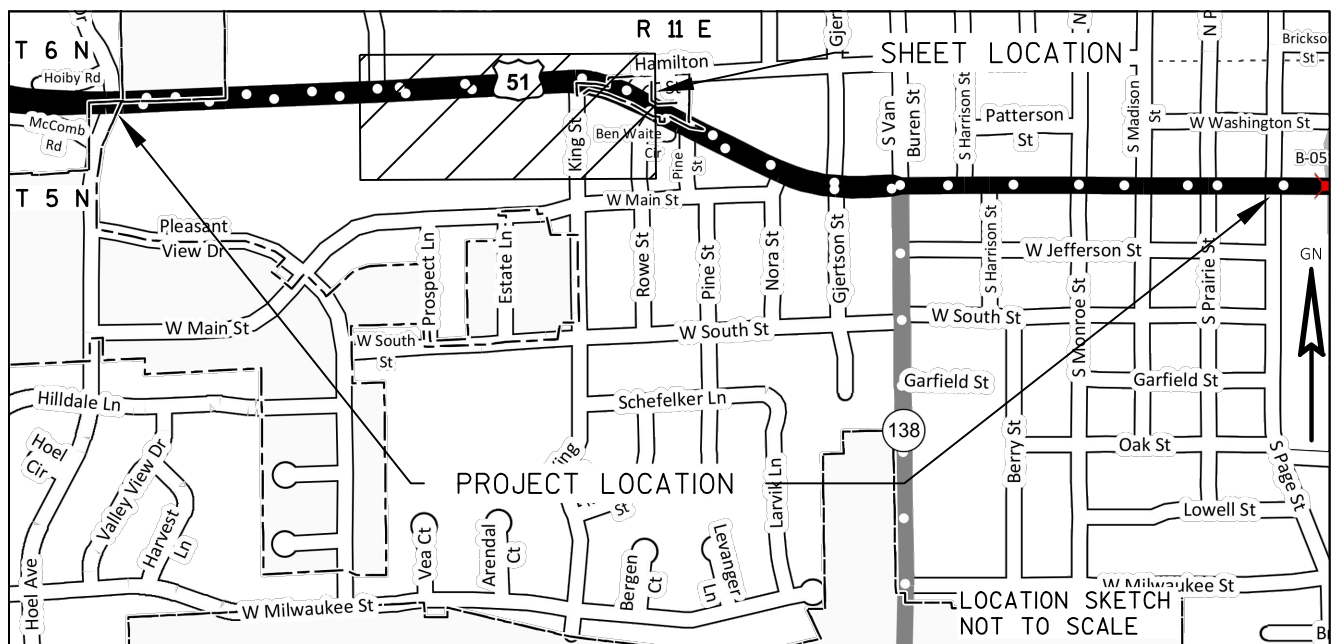 R 11 E
T 6 N
SHEET LOCATION
Hoiby Rd
51
Hamilton
St
Gjer
N
N P
Brickso
St
McComb
Rd
King St
Ben Waite
Cir
Pine
St
S Van
Buren St
S Harrison St
Patterson
St
S Madison
St
W Washington St
B-05
T 5 N
W Main St
Pleasant
View Dr
Prospect Ln
Estate Ln
Rowe St
Pine St
Nora St
Gjertson St
S Harrison St
W Jefferson St
S Prairie St
GN
W Main St
W South
St
W South St
W South St
S Monroe St
Garfield St
Garfield St
Hilldale Ln
Schefelker Ln
138
Hoel
Cir
Valley View Dr
Harvest
Ln
Berry St
Oak St
S Page St
PROJECT LOCATION
St
Larvik Ln
Lowell St
Vea Ct
Arendal
Ct
Bergen
Ct
Levanger
Ln
Hoel Ave
W Milwaukee St
W Milwaukee St
LOCATION SKETCH
NOT TO SCALE
B